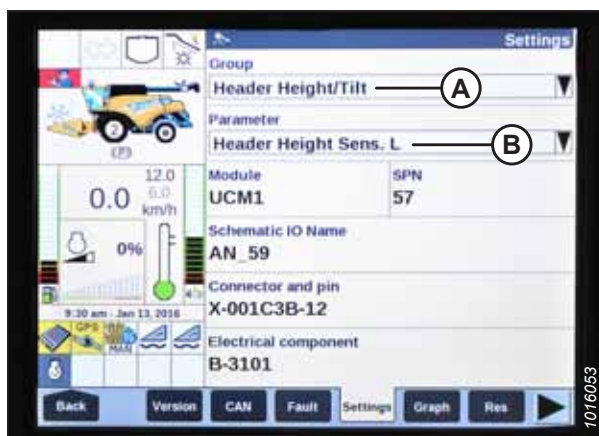 Settings
Group
Header Height/Tilt
A
Parameter
Header Height Sens. L
B
Module
SPN
UCM1
57
Schematic IO Name
AN_59
Connector and pin
X-001C3B-12
Electrical component
B-3101
2
(P)
12.0
6.0
0.0 km/h
0%
9:30 am Jan 13, 2016
GPS
MAN
Back Version CAN Fault Settings Graph Res
1016053